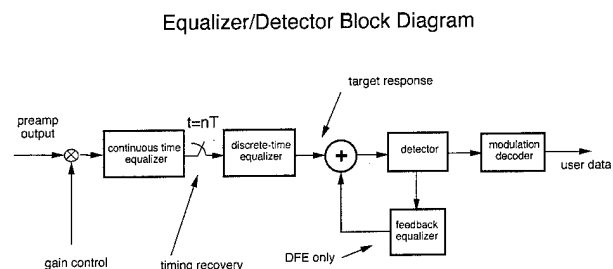 Equalizer/Detector Block Diagram
target response
t=nT
preamp
output
continuous time
equalizer
discrete-time
equalizer
+
detector
modulation
decoder
user data
feedback
equalizer
DFE only
gain control
timing recovery